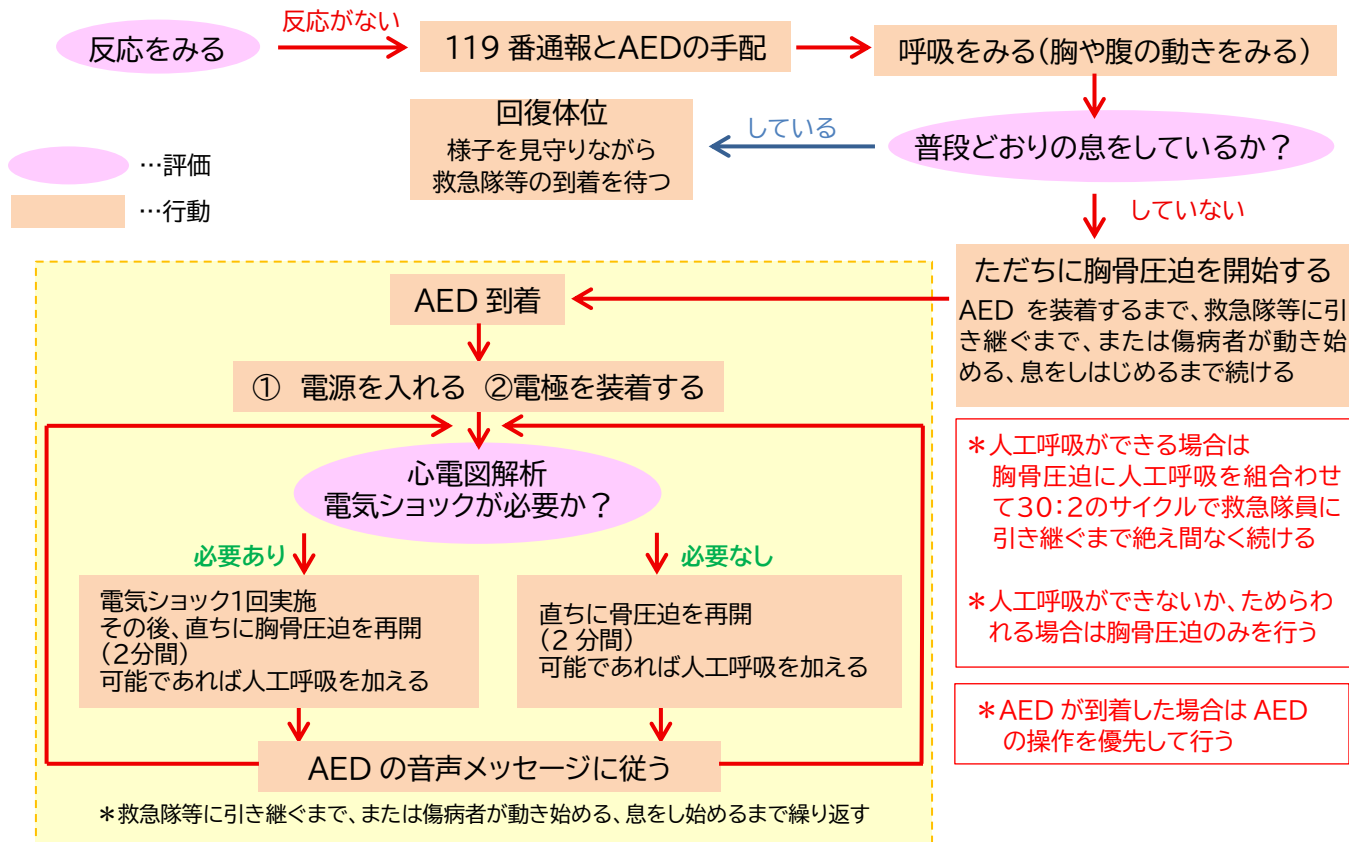 反応をみる
反応がない
119番通報とAEDの手配
呼吸をみる(胸や腹の動きをみる)
回復体位
様子を見守りながら
救急隊等の到着を待つ
している
普段どおりの息をしているか?
…評価
…行動
していない
ただちに胸骨圧迫を開始する
AED を装着するまで、救急隊等に引
き継ぐまで、または傷病者が動き始
める、息をしはじめるまで続ける
AED 到着
① 電源を入れる ②電極を装着する
心電図解析
電気ショックが必要か?
必要あり
必要なし
電気ショック1回実施
その後、直ちに胸骨圧迫を再開
(2分間)
可能であれば人工呼吸を加える
直ちに骨圧迫を再開
(2 分間)
可能であれば人工呼吸を加える
AED の音声メッセージに従う
*救急隊等に引き継ぐまで、または傷病者が動き始める、息をし始めるまで繰り返す
*人工呼吸ができる場合は
胸骨圧迫に人工呼吸を組合わせ
て30:2のサイクルで救急隊員に
引き継ぐまで絶え間なく続ける
*人工呼吸ができないか、ためらわ
れる場合は胸骨圧迫のみを行う
*AED が到着した場合は AED
の操作を優先して行う